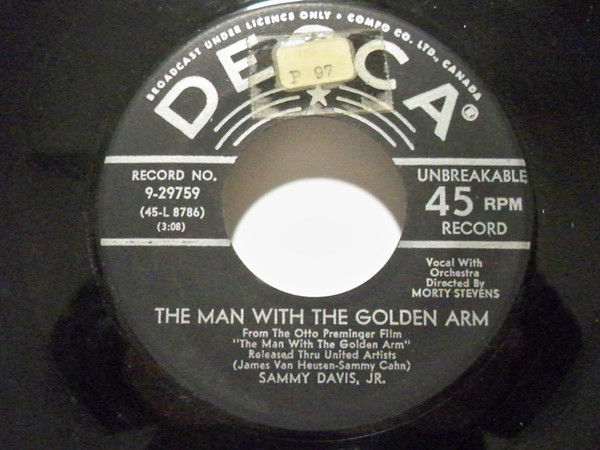 BROADCAST UNDER LICENCE ONLY • COMPO CO. LTD., CANADA
DECCA®
P 97
RECORD NO.
9-29759
(45-L 8786)
(3:08)
UNBREAKABLE
45 RPM
RECORD
Vocal With
Orchestra
Directed By
MORTY STEVENS
THE MAN WITH THE GOLDEN ARM
From The Otto Preminger Film
"The Man With The Golden Arm"
Released Thru United Artists
(James Van Heusen-Sammy Cahn)
SAMMY DAVIS, JR.